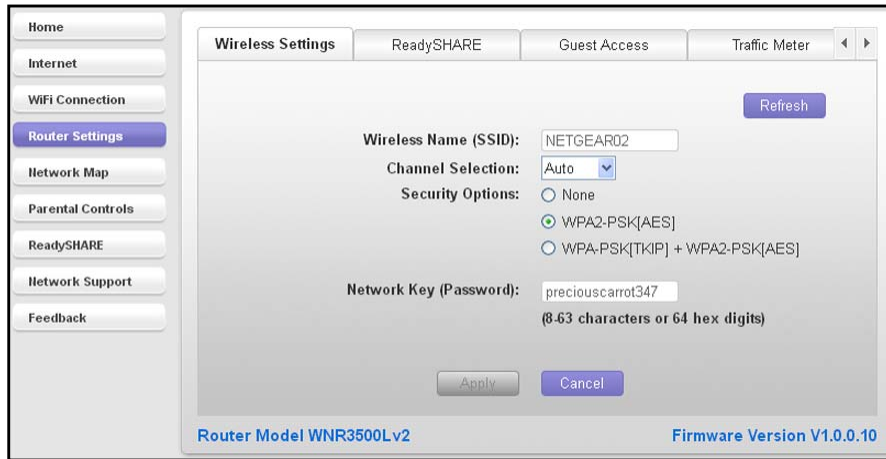 Home
Internet
WiFi Connection
Router Settings
Network Map
Parental Controls
ReadySHARE
Network Support
Feedback
Wireless Settings
ReadySHARE
Guest Access
Traffic Meter
Refresh
Wireless Name (SSID): NETGEAR02
Channel Selection: Auto
Security Options: None
WPA2-PSK[AES]
WPA-PSK[TKIP] + WPA2-PSK[AES]
Network Key (Password): preciouscarrot347
(8-63 characters or 64 hex digits)
Apply
Cancel
Router Model WNR3500Lv2
Firmware Version V1.0.0.10